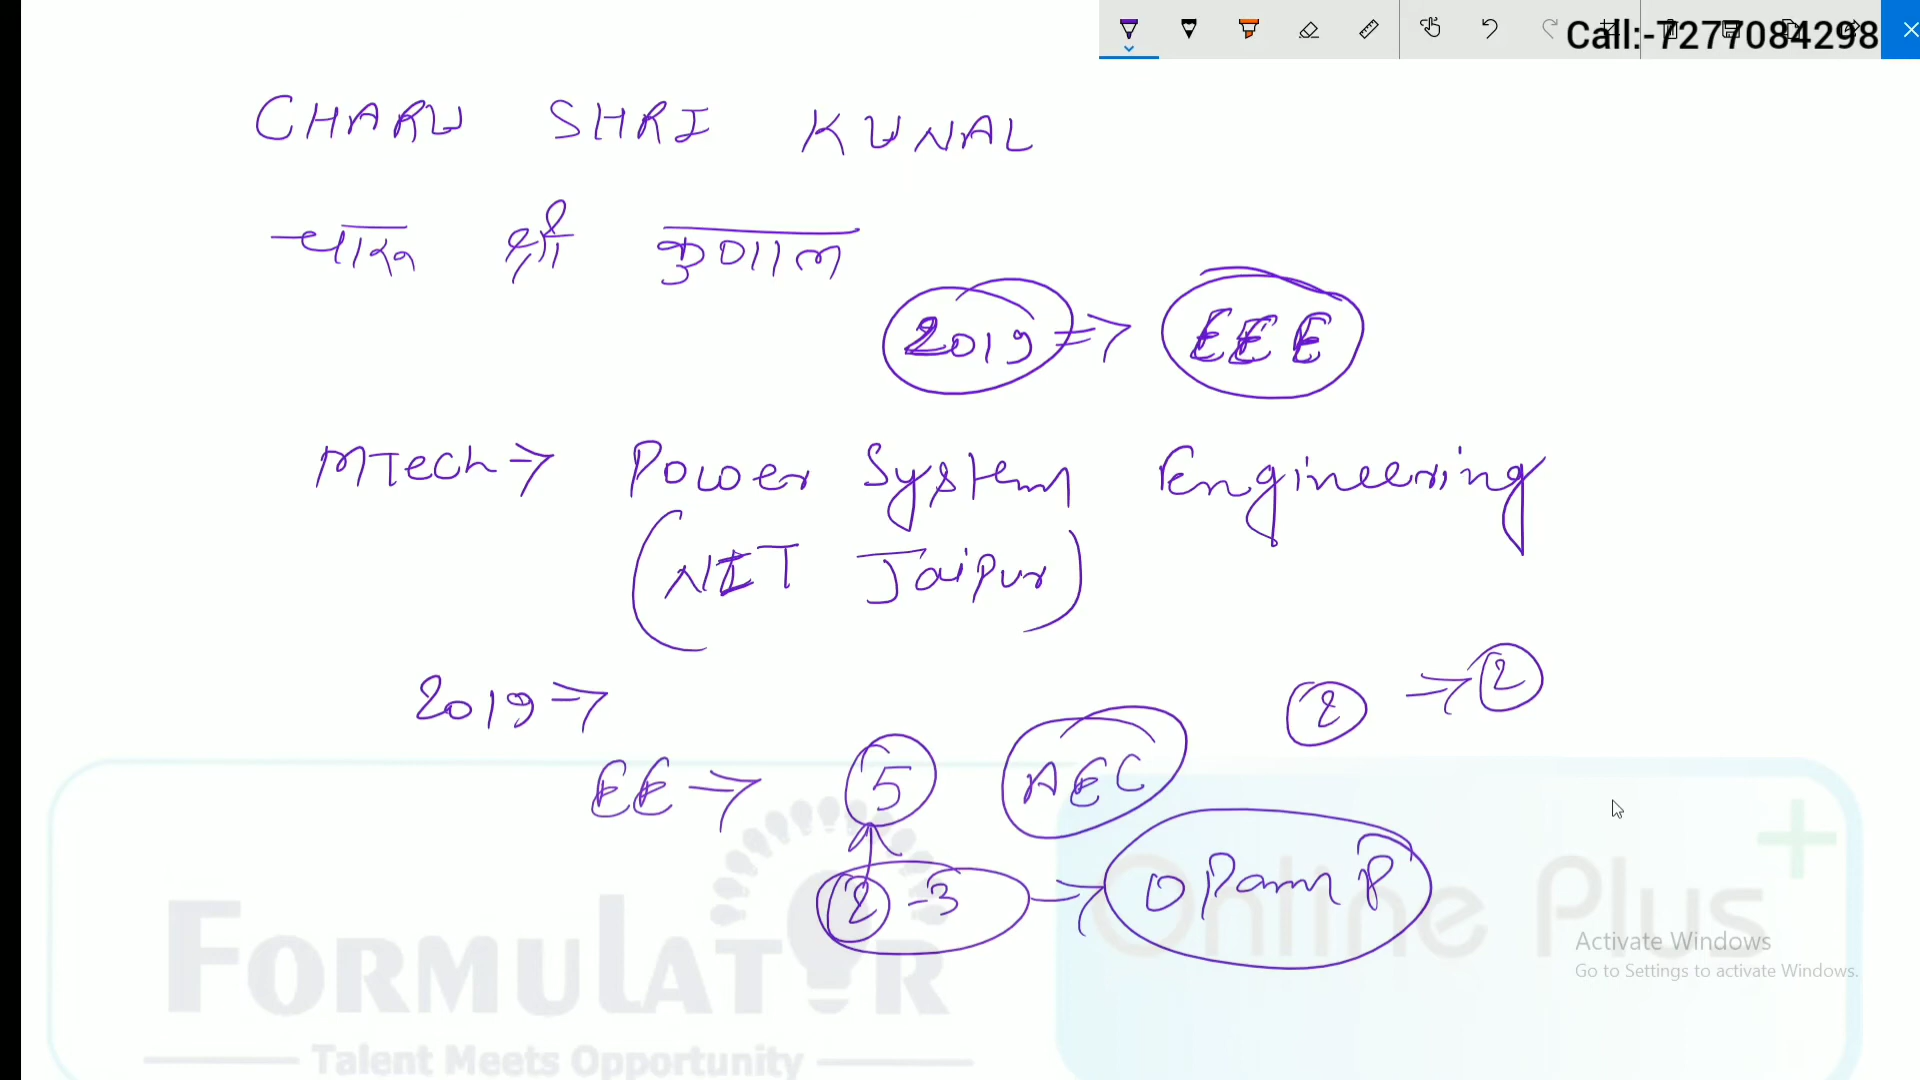 Call:-7277084298
CHARU SHRI KUNAL
चारू श्री कुणाल
2019 => EEE
MTech => Power System Engineering
(NIT Jaipur)
2019 =>
2 => 2
EE => 5 AEC
2 - 3 => OPamp
Online Plus
FORMULATOR
Talent Meets Opportunity
Activate Windows
Go to Settings to activate Windows.